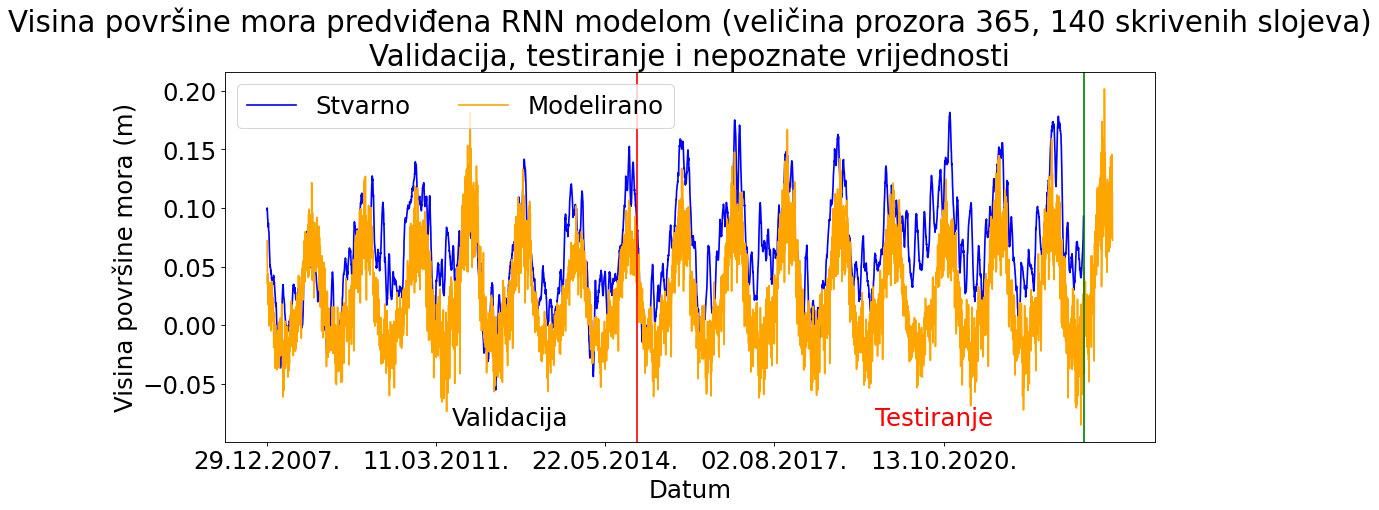 Visina površine mora predviđena RNN modelom (veličina prozora 365, 140 skrivenih slojeva)
Validacija, testiranje i nepoznate vrijednosti
Stvarno Modelirano
Visina površine mora (m)
0.20
0.15
0.10
0.05
0.00
−0.05
Validacija Testiranje
29.12.2007. 11.03.2011. 22.05.2014. 02.08.2017. 13.10.2020.
Datum